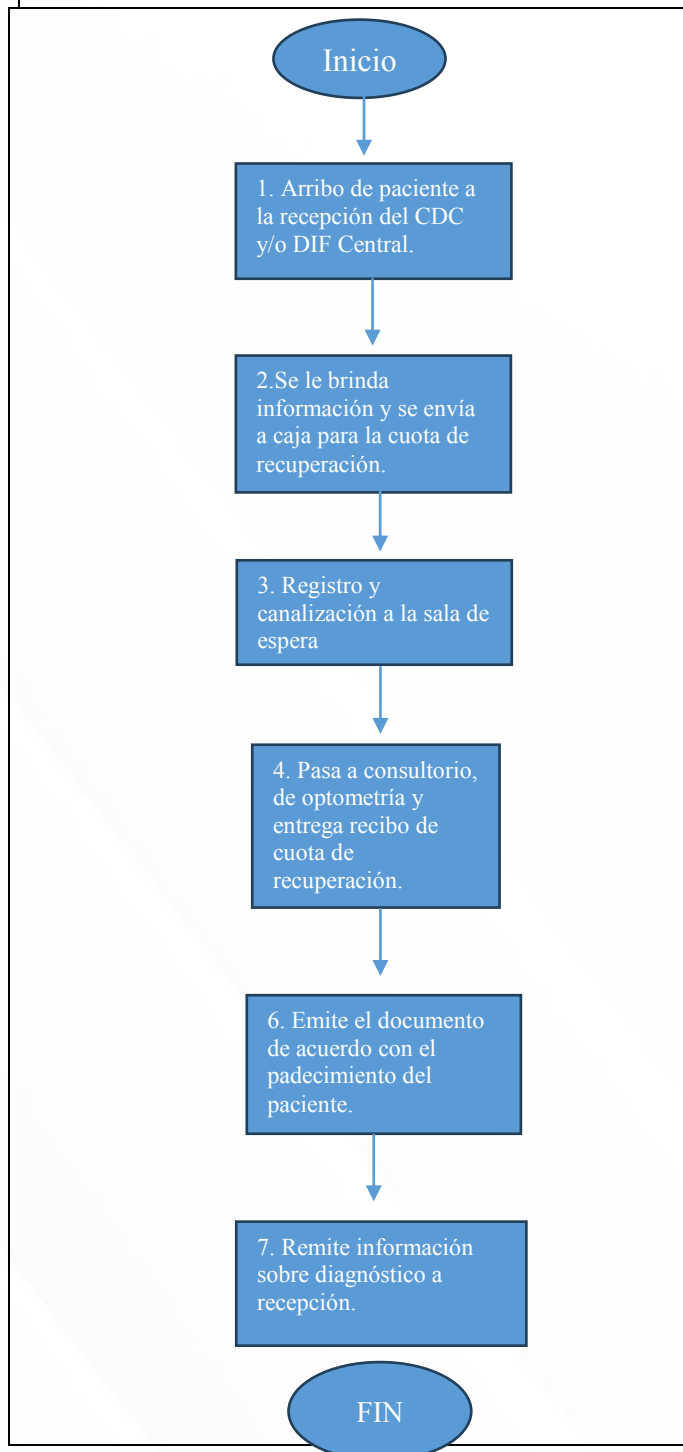 Inicio
1. Arribo de paciente a
la recepción del CDC
y/o DIF Central.
2.Se le brinda
información y se envía
a caja para la cuota de
recuperación.
3. Registro y
canalización a la sala de
espera
4. Pasa a consultorio,
de optometría y
entrega recibo de
cuota de
recuperación.
6. Emite el documento
de acuerdo con el
padecimiento del
paciente.
7. Remite información
sobre diagnóstico a
recepción.
FIN